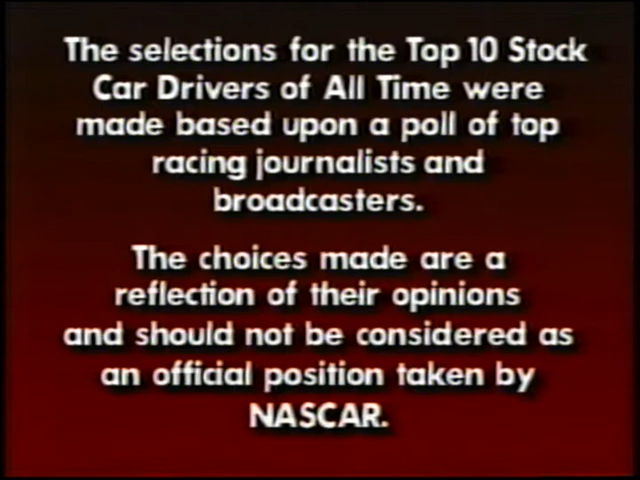 The selections for the Top 10 Stock
Car Drivers of All Time were
made based upon a poll of top
racing journalists and
broadcasters.
The choices made are a
reflection of their opinions
and should not be considered as
an official position taken by
NASCAR.